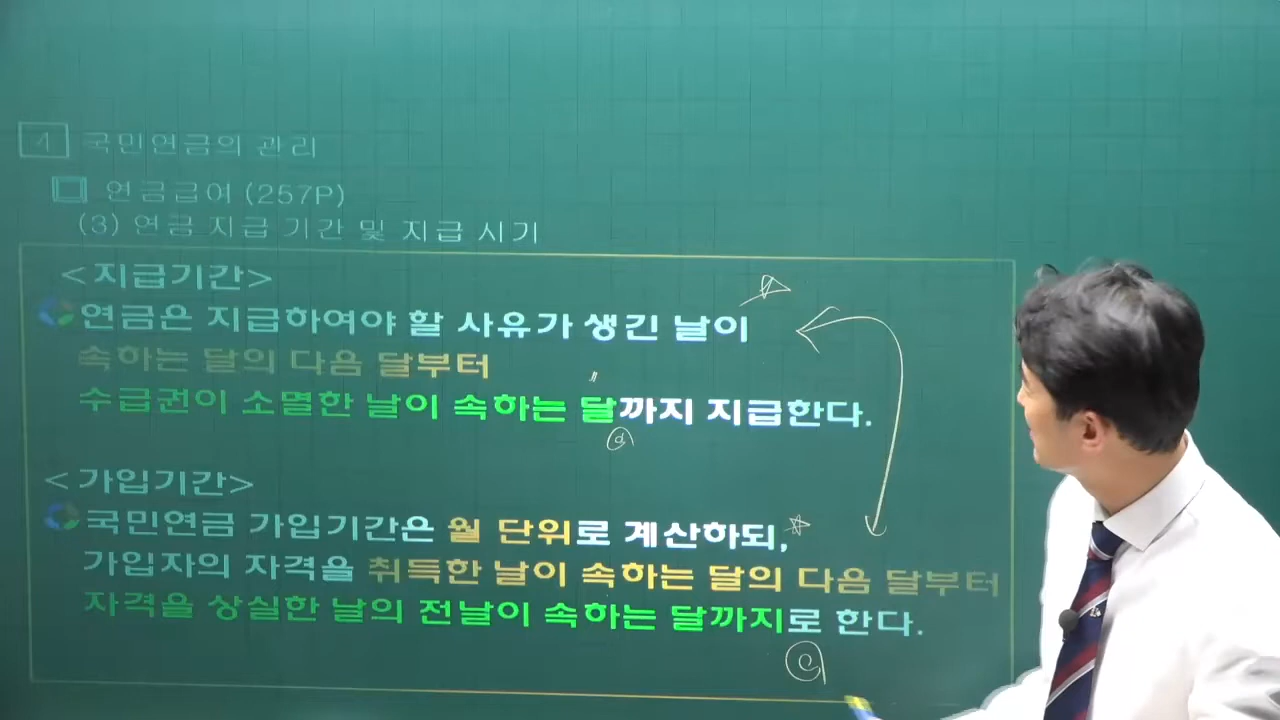 4 국민연금의 관리
연금급여 (257P)
(3) 연금 지급 기간 및 지급 시기
<지급기간>
연금은 지급하여야 할 사유가 생긴 날이
속하는 달의 다음 달부터
수급권이 소멸한 날이 속하는 달까지 지급한다.
<가입기간>
국민연금 가입기간은 월 단위로 계산하되,
가입자의 자격을 취득한 날이 속하는 달의 다음 달부터
자격을 상실한 날의 전날이 속하는 달까지로 한다.